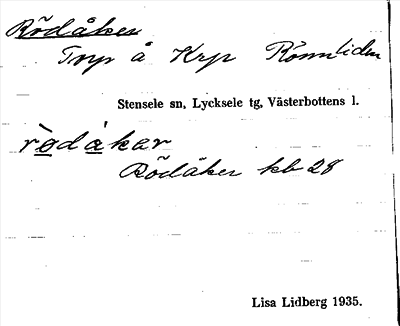 Rödåker
Torp å Krp Rönnliden
Stensele sn, Lycksele tg, Västerbottens l.
rödåkar
Rödåker kb 28
Lisa Lidberg 1935.